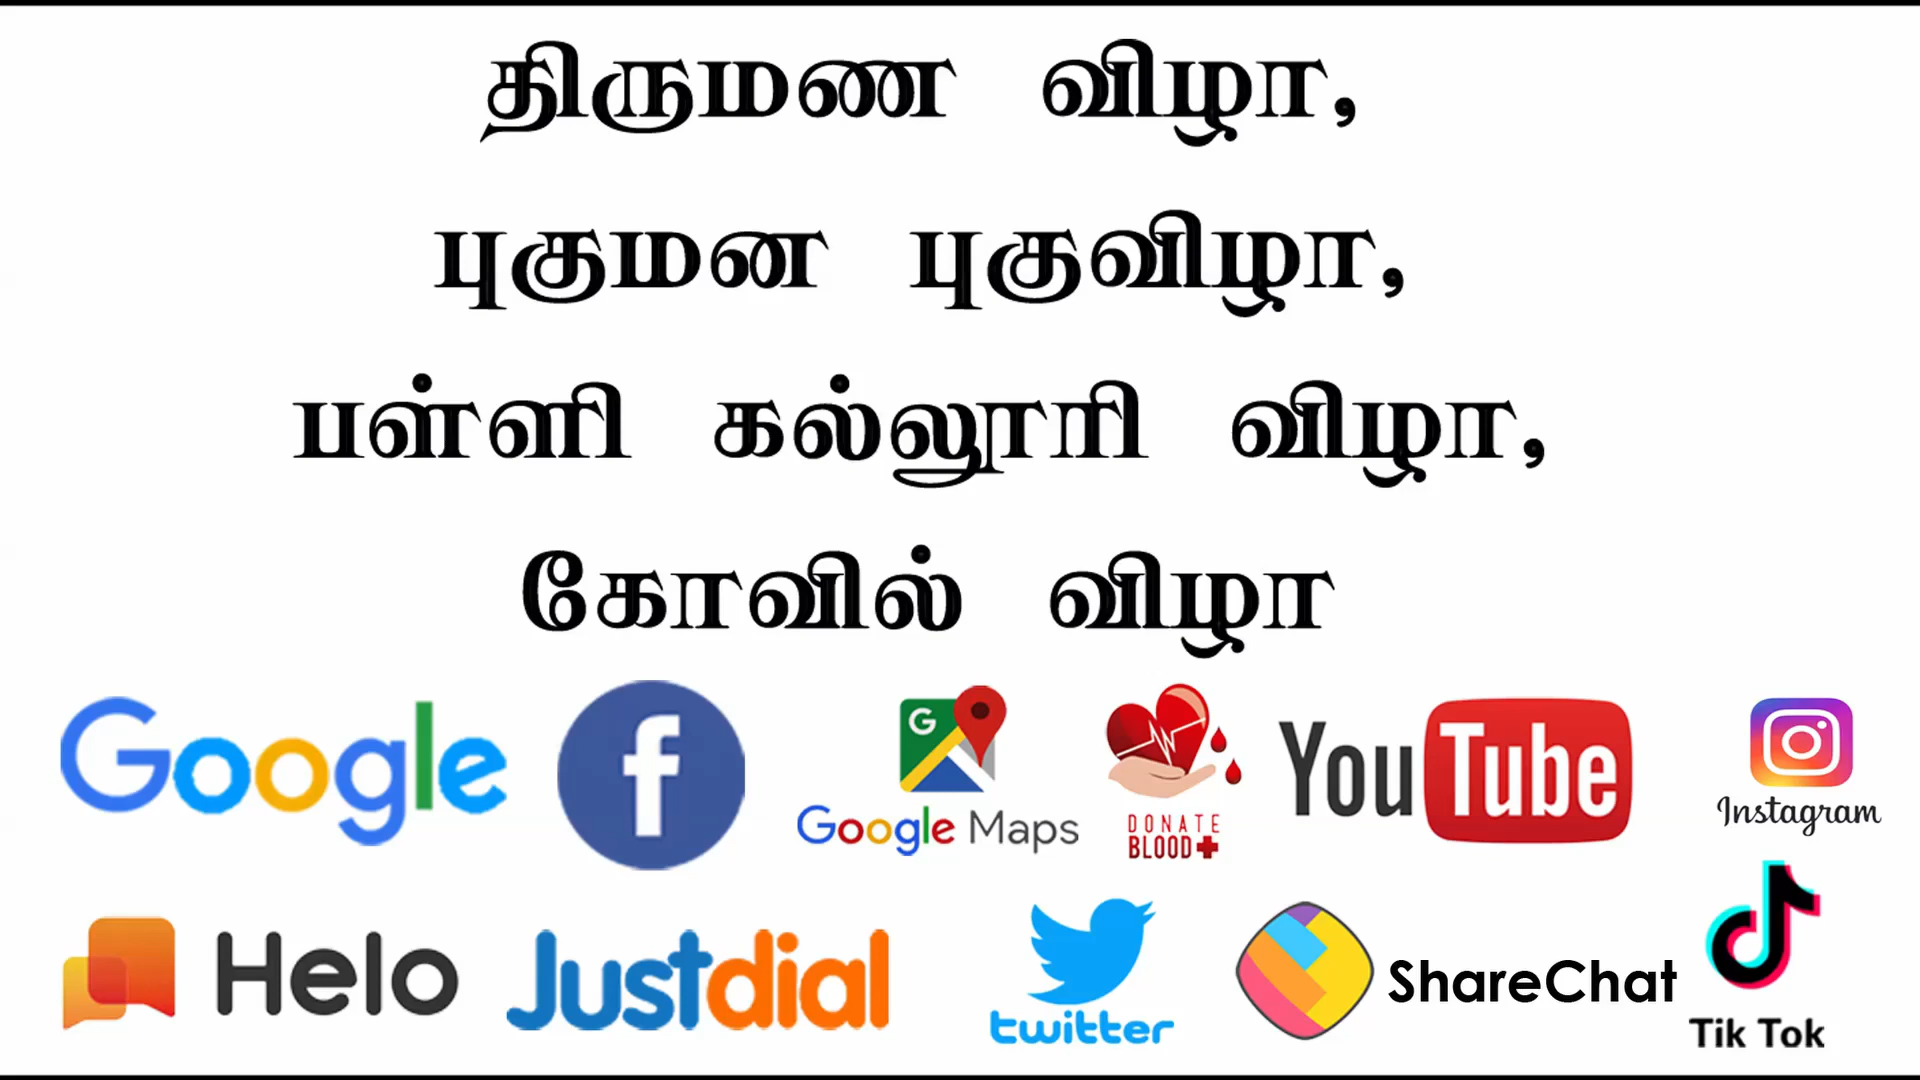 திருமண விழா,
புகுமன புகுவிழா,
பள்ளி கல்லூரி விழா,
கோவில் விழா
Google f G Google Maps DONATE BLOOD YouTube Instagram
Helo Justdial twitter ShareChat Tik Tok